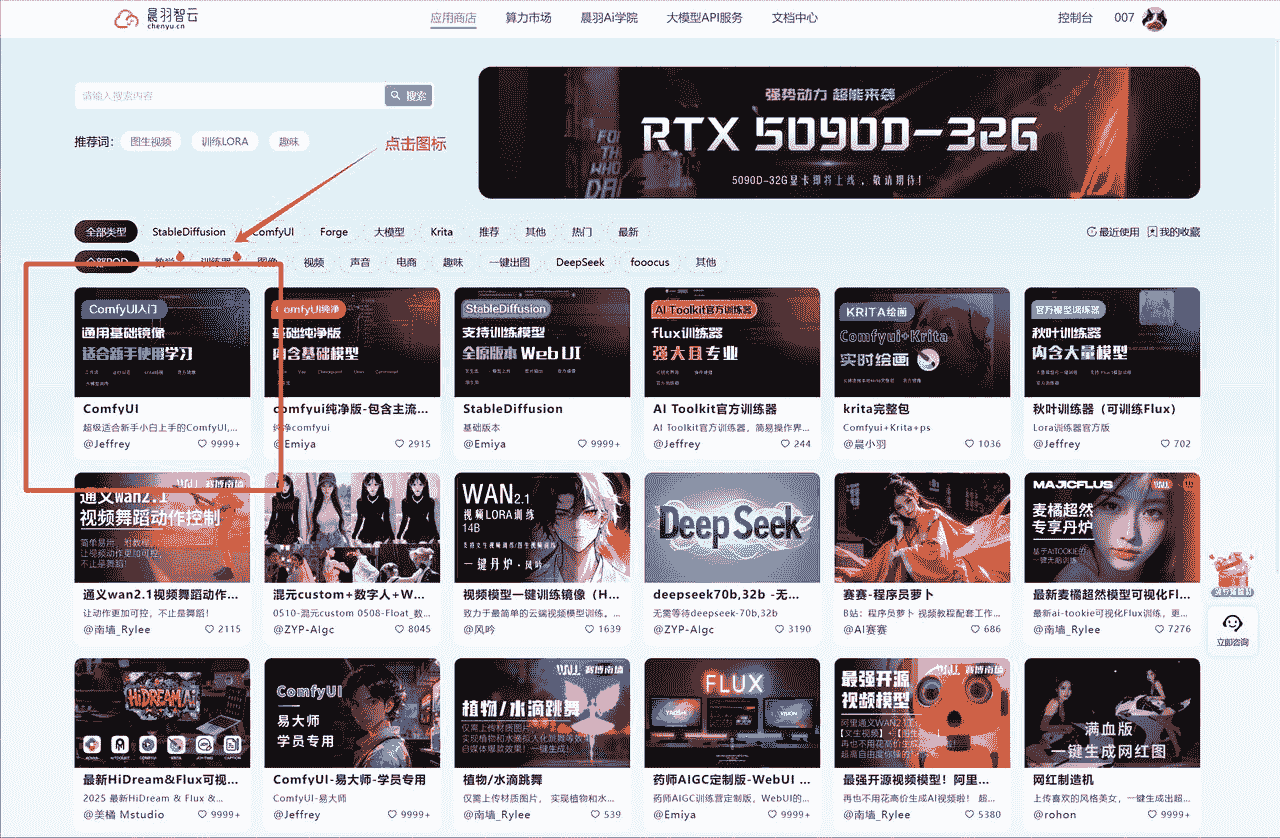 晨羽智云
chenyu.cn
应用商店 算力市场 晨羽Ai学院 大模型API服务 文档中心
控制台 007
请输入搜索内容
搜索
推荐词: 图生视频 训练LORA 趣味
点击图标
强势动力 超能来袭
RTX 5090D-32G
5090D-32G显卡即将上线,敬请期待!
全部类型 StableDiffusion ComfyUI Forge 大模型 Krita 推荐 其他 热门 最新
最近使用 我的收藏
全部POD 教学 训练器 图像 视频 声音 电商 趣味 一键出图 DeepSeek fooocus 其他
ComfyUI入门
通用基础镜像
适合新手使用学习
ComfyUI纯净
基础纯净版
内含基础模型
StableDiffusion
支持训练模型
全原版本 Web UI
AI Toolkit官方训练器
flux训练器
强大且专业
KRITA绘画
Comfyui+Krita
实时绘画
官方模型训练器
秋叶训练器
内含大量模型
ComfyUI
超级适合新手小白上手的ComfyUI,...
@Jeffrey 9999+
comfyui纯净版-包含主流...
纯净comfyui
@Emiya 2915
StableDiffusion
基础版本
@Emiya 9999+
AI Toolkit官方训练器
AI Toolkit官方训练器，简易操作界...
@Jeffrey 244
krita完整包
Comfyui+Krita+ps
@晨小羽 1036
秋叶训练器（可训练Flux）
Lora训练器官方版
@Jeffrey 702
通义Wan2.1
视频舞蹈动作控制
让视频动作更加可控
不止是舞蹈!
赛博南墙
WAN2.1
视频LORA训练
14B
一键丹炉·风吟
DeepSeek
MAJICFLUS
麦橘超然
专享丹炉
通义wan2.1视频舞蹈动作...
让动作更加可控，不止是舞蹈！
@南墙_Rylee 2115
混元custom+数字人+W...
0510-混元custom 0508-Float_数...
@ZYP-AIgc 8045
视频模型一键训练镜像（H...
致力于最简单的云端视频模型训练。...
@风吟 1639
deepseek70b,32b -无...
无需等待deepseek-70b,32b
@ZYP-AIgc 3190
赛赛-程序员萝卜
B站：程序员萝卜 视频教程配套工作...
@AI赛赛 686
最新麦橘超然模型可视化Fl...
最新ai-tookie可视化Flux训练，更...
@南墙_Rylee 7276
立即咨询
HiDREAM.AI
ComfyUI
易大师
学员专用
赛博南墙
植物/水滴跳舞
FLUX
最强开源
视频模型
赛博南墙
满血版
一键生成网红图
最新HiDream&Flux可视...
2025 最新HiDream & Flux &...
@美橘 Mstudio 9999+
ComfyUI-易大师-学员专用
ComfyUI-易大师
@Jeffrey 9999+
植物/水滴跳舞
仅需上传材质图片， 实现植物和水...
@南墙_Rylee 539
药师AIGC定制版-WebUI ...
药师AIGC训练营定制版，WebUI的...
@Emiya 9999+
最强开源视频模型！阿里...
再也不用花高价生成AI视频啦！ 超...
@南墙_Rylee 5380
网红制造机
上传喜欢的风格美女，一键生成出超...
@rohon 9999+